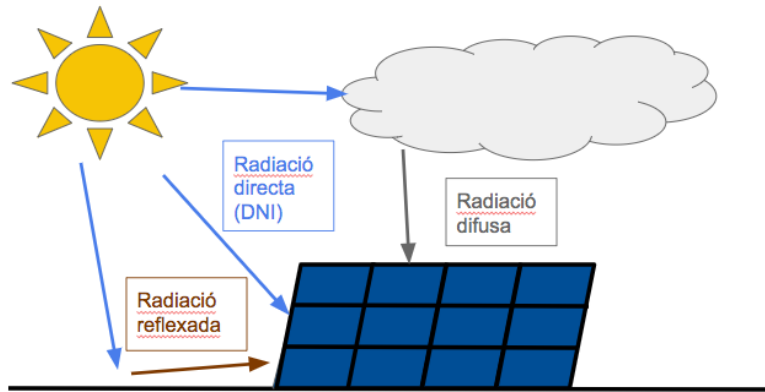 Radiació
directa
(DNI)
Radiació
difusa
Radiació
reflexada